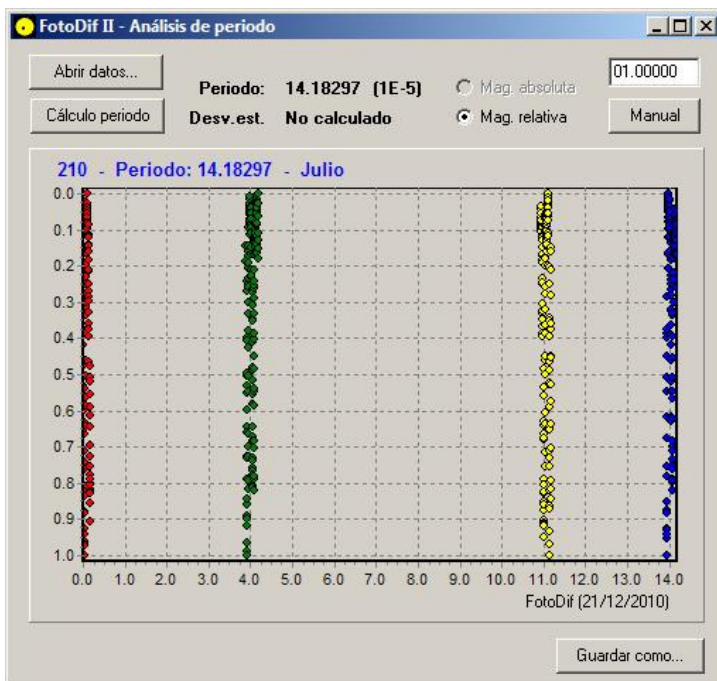 FotoDif II - Análisis de periodo
Abrir datos...
Cálculo periodo
Periodo: 14.18297 (1E-5)
Desv.est. No calculado
Mag. absoluta
Mag. relativa
01.00000
Manual
210 - Periodo: 14.18297 - Julio
0.0
0.1
0.2
0.3
0.4
0.5
0.6
0.7
0.8
0.9
1.0
0.0 1.0 2.0 3.0 4.0 5.0 6.0 7.0 8.0 9.0 10.0 11.0 12.0 13.0 14.0
FotoDif (21/12/2010)
Guardar como...